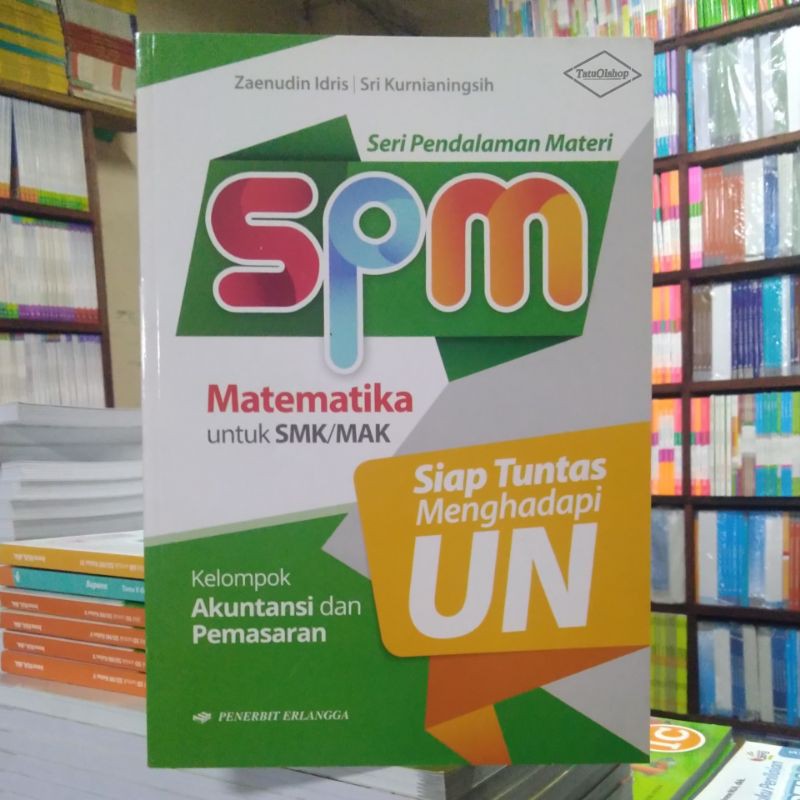 Zaenudin Idris | Sri Kurnianingsih
TatuOlshop
Seri Pendalaman Materi
spm
Matematika
untuk SMK/MAK
Siap Tuntas
Menghadapi
UN
Kelompok
Akuntansi dan
Pemasaran
PENERBIT ERLANGGA